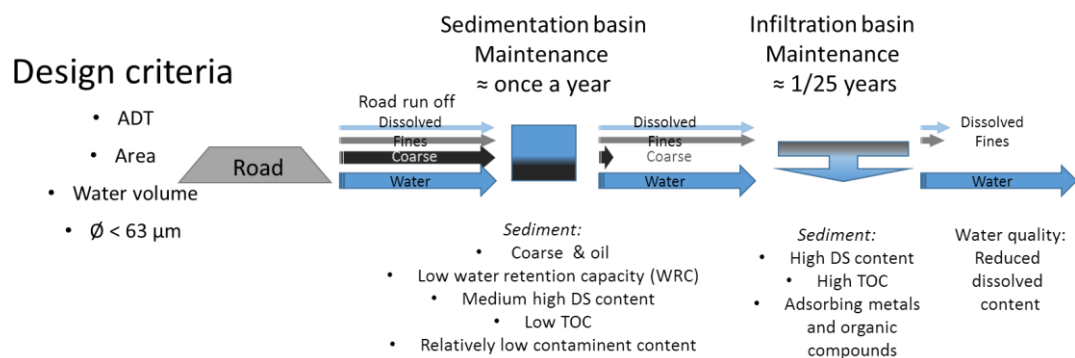 Design criteria
• ADT
• Area
• Water volume
• Ø < 63 µm
Road
Sedimentation basin
Maintenance
≈ once a year
Road run off
Dissolved
Fines
Coarse
Water
Sediment:
• Coarse & oil
• Low water retention capacity (WRC)
• Medium high DS content
• Low TOC
• Relatively low contaminent content
Dissolved
Fines
Coarse
Water
Infiltration basin
Maintenance
≈ 1/25 years
Sediment:
• High DS content
• High TOC
• Adsorbing metals
and organic
compounds
Dissolved
Fines
Water
Water quality:
Reduced
dissolved
content